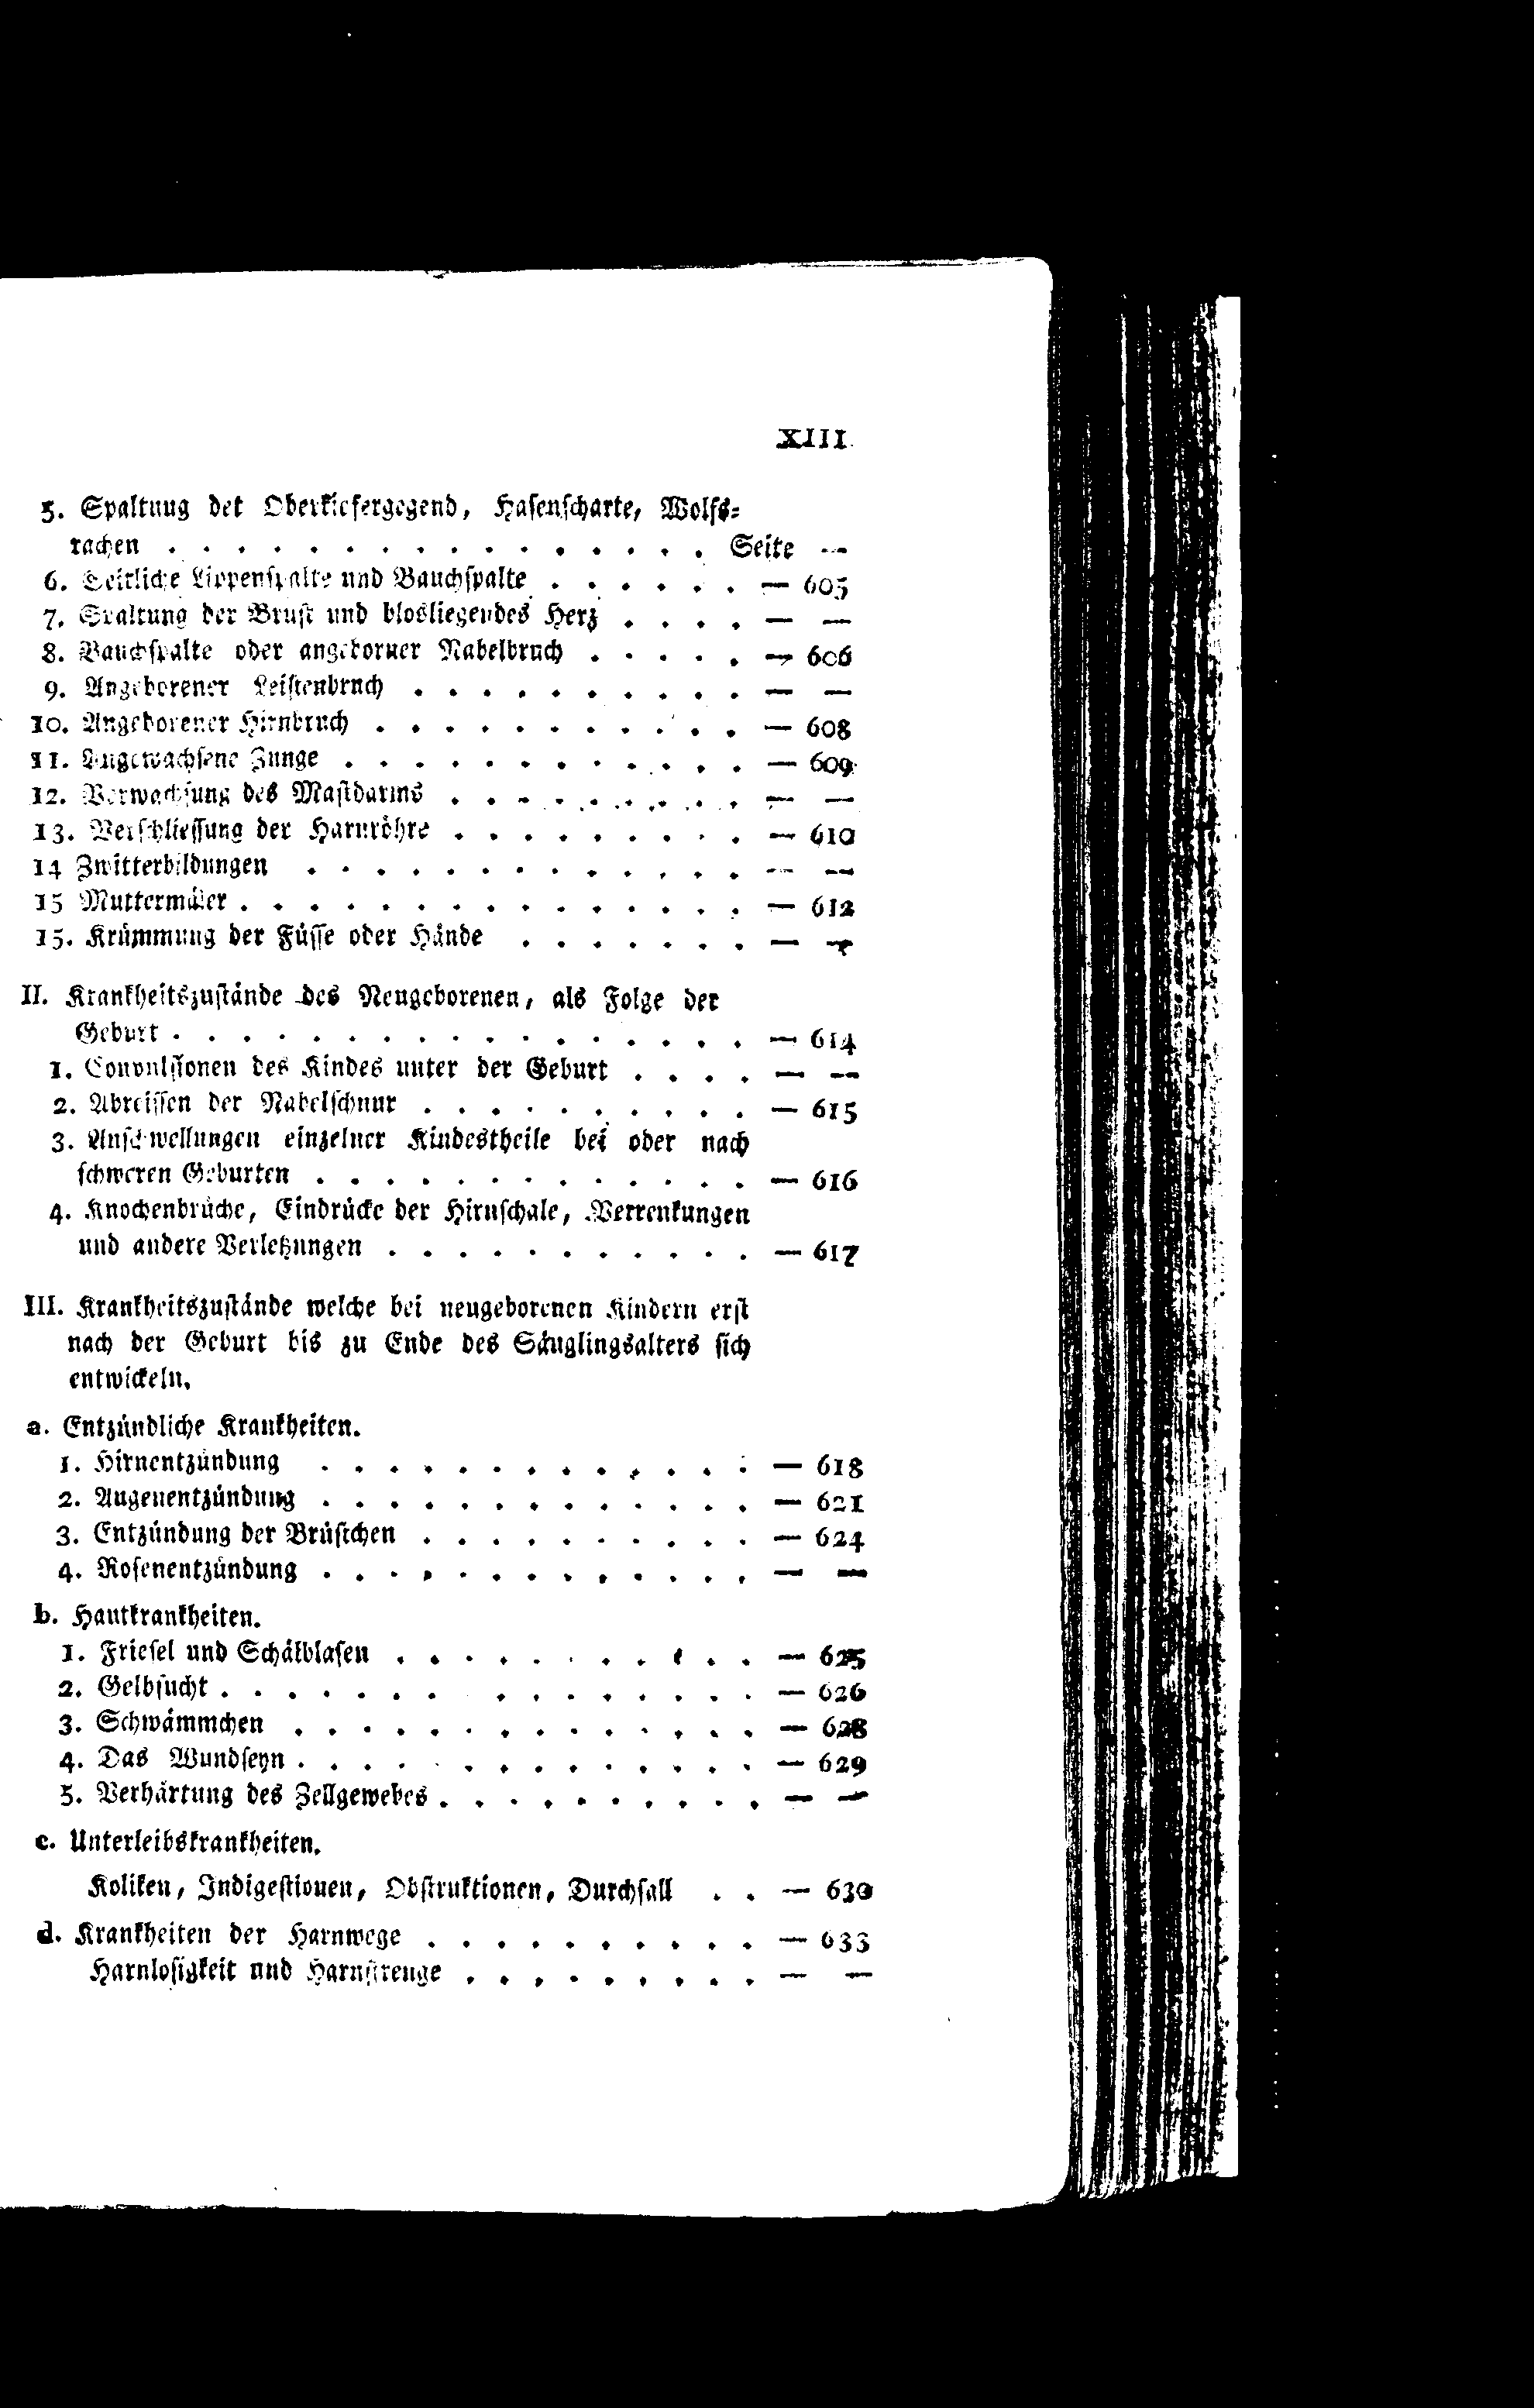 XIII
5. Spaltung det Oberkiefergegend, Hasenscharte, Wolfs-
rachen . . . . . . . . . . . . . . . . Seite —
6. Seitliche Lippenspalte und Bauchspalte . . . . . . — 605
7. Spaltung der Brust und blosliegendes Herz . . . . — —
8. Bauchspalte oder angeborner Nabelbruch . . . . . — 606
9. Angeborener Leistenbruch . . . . . . . . . . — —
10. Angeborener Hirnbruch . . . . . . . . . . . — 608
11. Angewachsene Zunge . . . . . . . . . . . . — 609
12. Verwachsung des Mastdarms . . . . . . . . . — —
13. Verschliessung der Harnröhre . . . . . . . . . — 610
14 Zwitterbildungen . . . . . . . . . . . . . — —
15 Muttermäler . . . . . . . . . . . . . . . — 612
15. Krümmung der Füsse oder Hände . . . . . . . — —
II. Krankheitszustände des Neugeborenen, als Folge der
Geburt . . . . . . . . . . . . . . . . . — 614
1. Convulsionen des Kindes unter der Geburt . . . . — —
2. Abreissen der Nabelschnur . . . . . . . . . . — 615
3. Anschwellungen einzelner Kindestheile bei oder nach
schweren Geburten . . . . . . . . . . . . . — 616
4. Knochenbrüche, Eindrücke der Hirnschale, Verrenkungen
und andere Verletzungen . . . . . . . . . . . — 617
III. Krankheitszustände welche bei neugeborenen Kindern erst
nach der Geburt bis zu Ende des Säuglingsalters sich
entwickeln.
a. Entzündliche Krankheiten.
1. Hirnentzündung . . . . . . . . . . . . . — 618
2. Augenentzündung . . . . . . . . . . . . . — 621
3. Entzündung der Brüstchen . . . . . . . . . . — 624
4. Rosenentzündung . . . . . . . . . . . . . — —
b. Hautkrankheiten.
1. Friesel und Schälblasen . . . . . . . . . . . — 625
2. Gelbsucht . . . . . . . . . . . . . . . — 626
3. Schwämmchen . . . . . . . . . . . . . . — 628
4. Das Wundseyn . . . . . . . . . . . . . . — 629
5. Verhärtung des Zellgewebes . . . . . . . . . . — —
c. Unterleibskrankheiten.
Koliken, Indigestionen, Obstruktionen, Durchfall . . — 630
d. Krankheiten der Harnwege . . . . . . . . . . — 633
Harnlosigkeit und Harnstrenge . . . . . . . . . — —